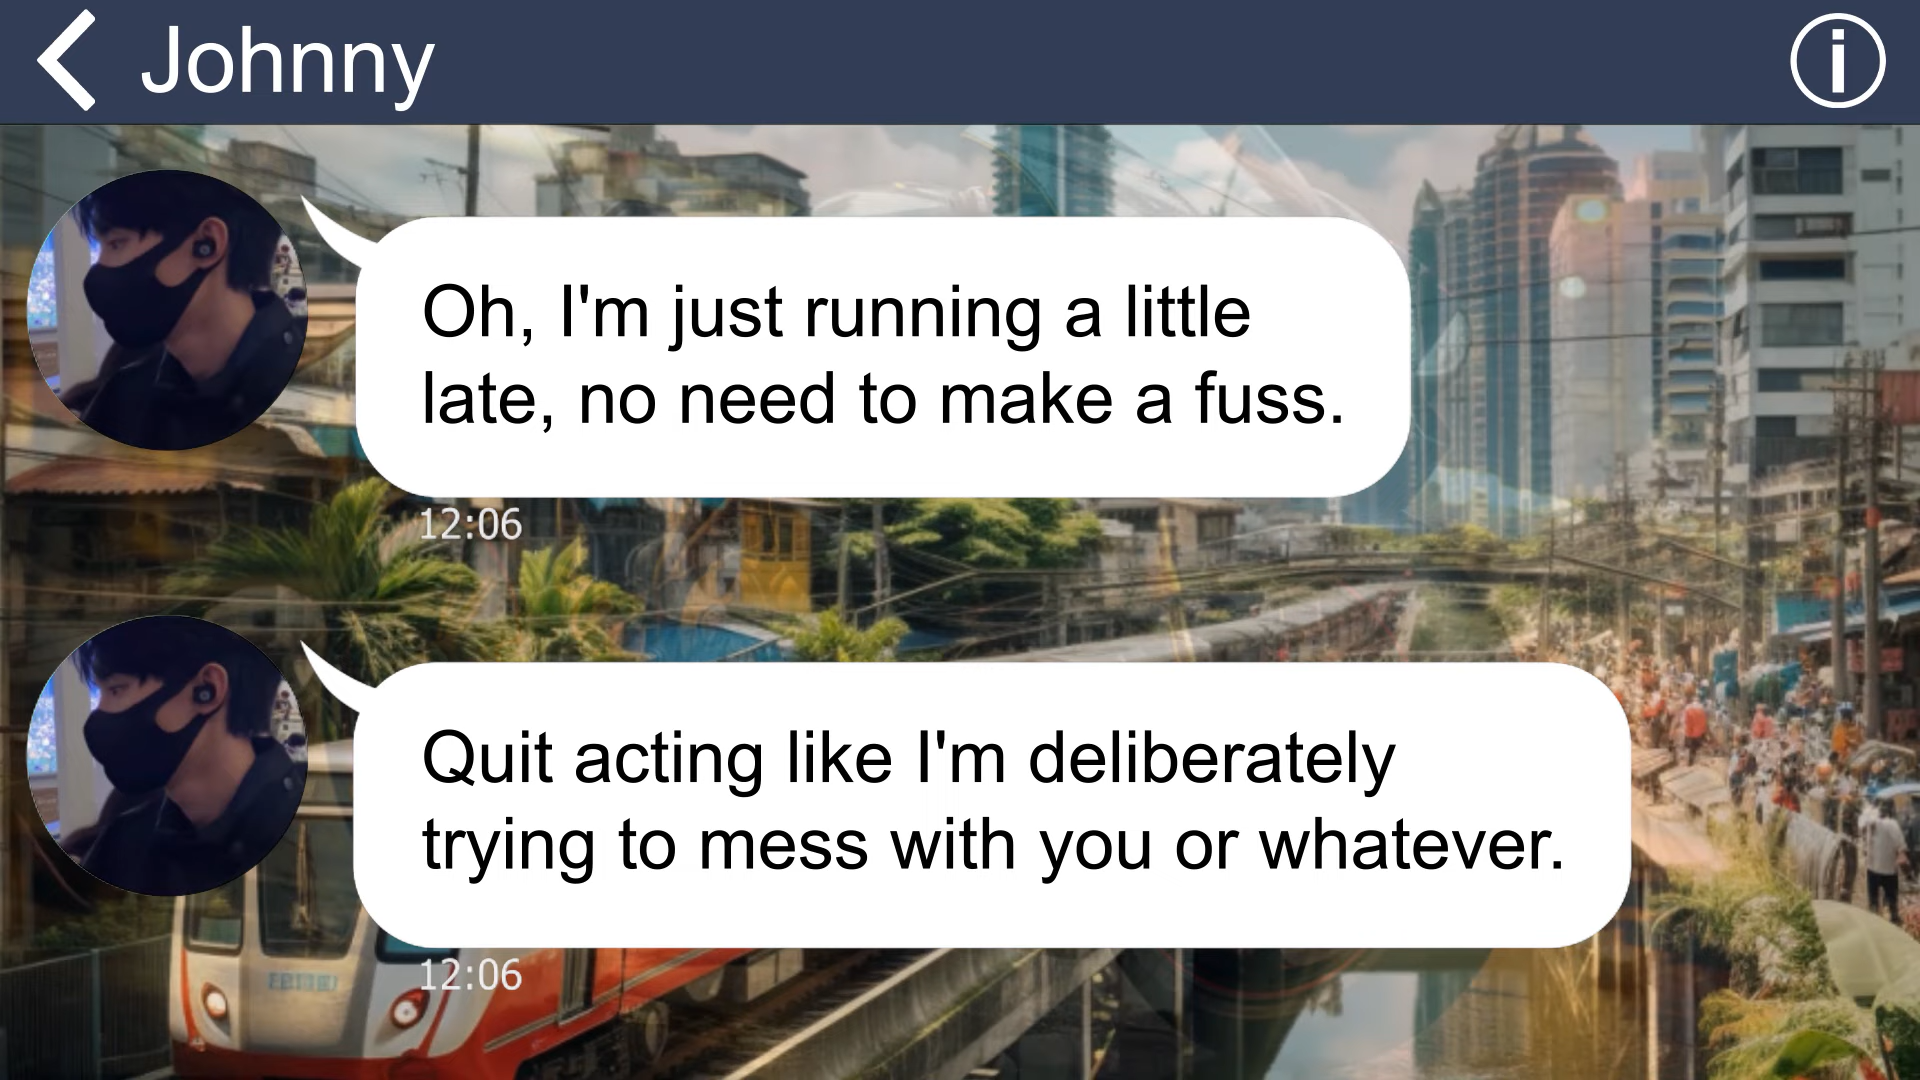 Johnny
Oh, I'm just running a little
late, no need to make a fuss.
12:06
Quit acting like I'm deliberately
trying to mess with you or whatever.
12:06